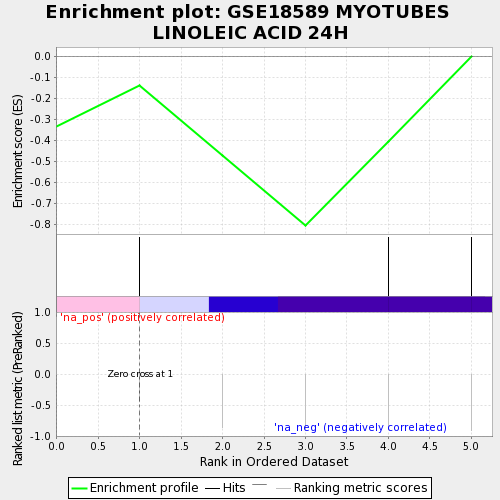 Enrichment plot: GSE18589 MYOTUBES
LINOLEIC ACID 24H
Enrichment score (ES)
0.0
-0.1
-0.2
-0.3
-0.4
-0.5
-0.6
-0.7
-0.8
Ranked list metric (PreRanked)
1.0
0.5
0.0
-0.5
-1.0
'na_pos' (positively correlated)
Zero cross at 1
'na_neg' (negatively correlated)
0.0 0.5 1.0 1.5 2.0 2.5 3.0 3.5 4.0 4.5 5.0
Rank in Ordered Dataset
Enrichment profile Hits Ranking metric scores